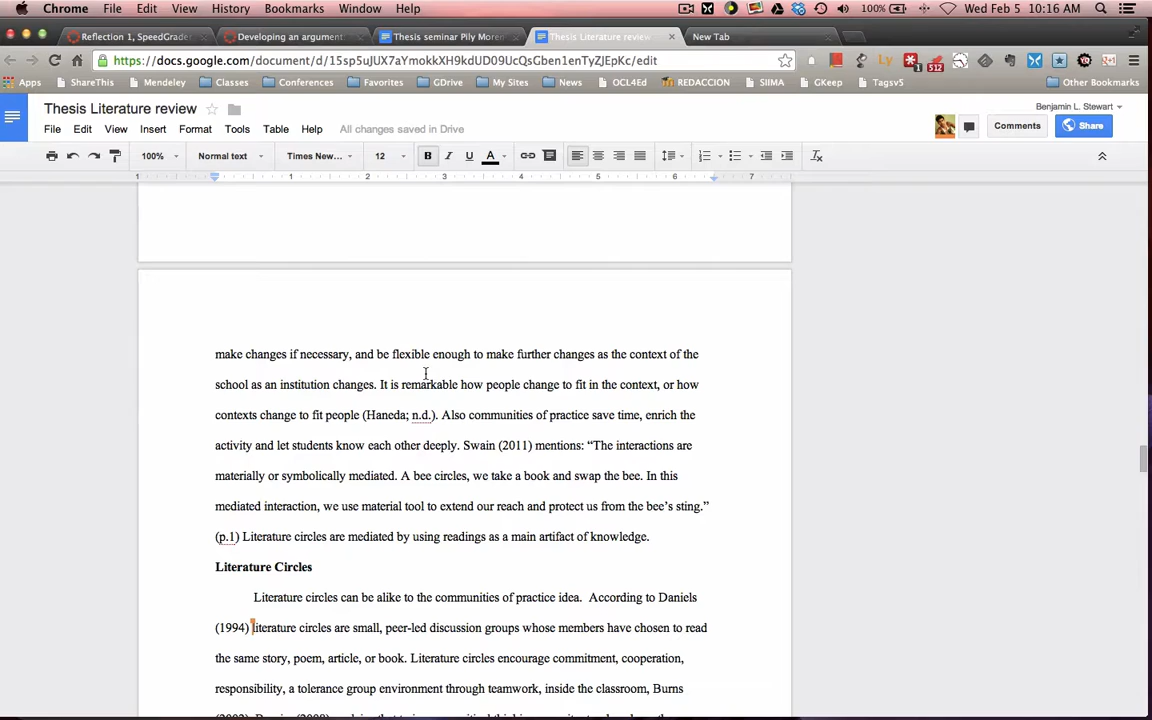 Chrome File Edit View History Bookmarks Window Help 100% Wed Feb 5 10:16 AM
Reflection 1, SpeedGrader Developing an argument: Thesis seminar Pily Moren Thesis Literature review New Tab
https://docs.google.com/document/d/15sp5uJUX7aYmokkXH9kdUD09UcQsGben1enTyZJEpKc/edit
Apps ShareThis Mendeley Classes Conferences Favorites GDrive My Sites News OCL4Ed REDACCION SIIMA GKeep Tagsv5 Other Bookmarks
Thesis Literature review Benjamin L. Stewart
File Edit View Insert Format Tools Table Help All changes saved in Drive Comments Share
100% Normal text Times New... 12 B I U A
1 1 2 3 4 5 6 7
make changes if necessary, and be flexible enough to make further changes as the context of the
school as an institution changes. It is remarkable how people change to fit in the context, or how
contexts change to fit people (Haneda; n.d.). Also communities of practice save time, enrich the
activity and let students know each other deeply. Swain (2011) mentions: “The interactions are
materially or symbolically mediated. A bee circles, we take a book and swap the bee. In this
mediated interaction, we use material tool to extend our reach and protect us from the bee’s sting.”
(p.1) Literature circles are mediated by using readings as a main artifact of knowledge.
Literature Circles
Literature circles can be alike to the communities of practice idea. According to Daniels
(1994) literature circles are small, peer-led discussion groups whose members have chosen to read
the same story, poem, article, or book. Literature circles encourage commitment, cooperation,
responsibility, a tolerance group environment through teamwork, inside the classroom, Burns